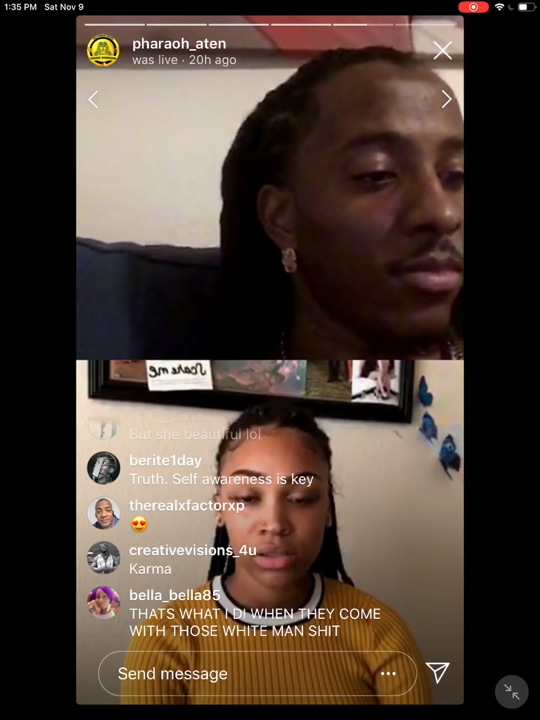 1:35 PM Sat Nov 9
pharaoh_aten
was live · 20h ago
Scare me
But she beautiful lol
berite1day
Truth. Self awareness is key
therealxfactorxp
😍
creativevisions_4u
Karma
bella_bella85
THATS WHAT I DI WHEN THEY COME
WITH THOSE WHITE MAN SHIT
Send message